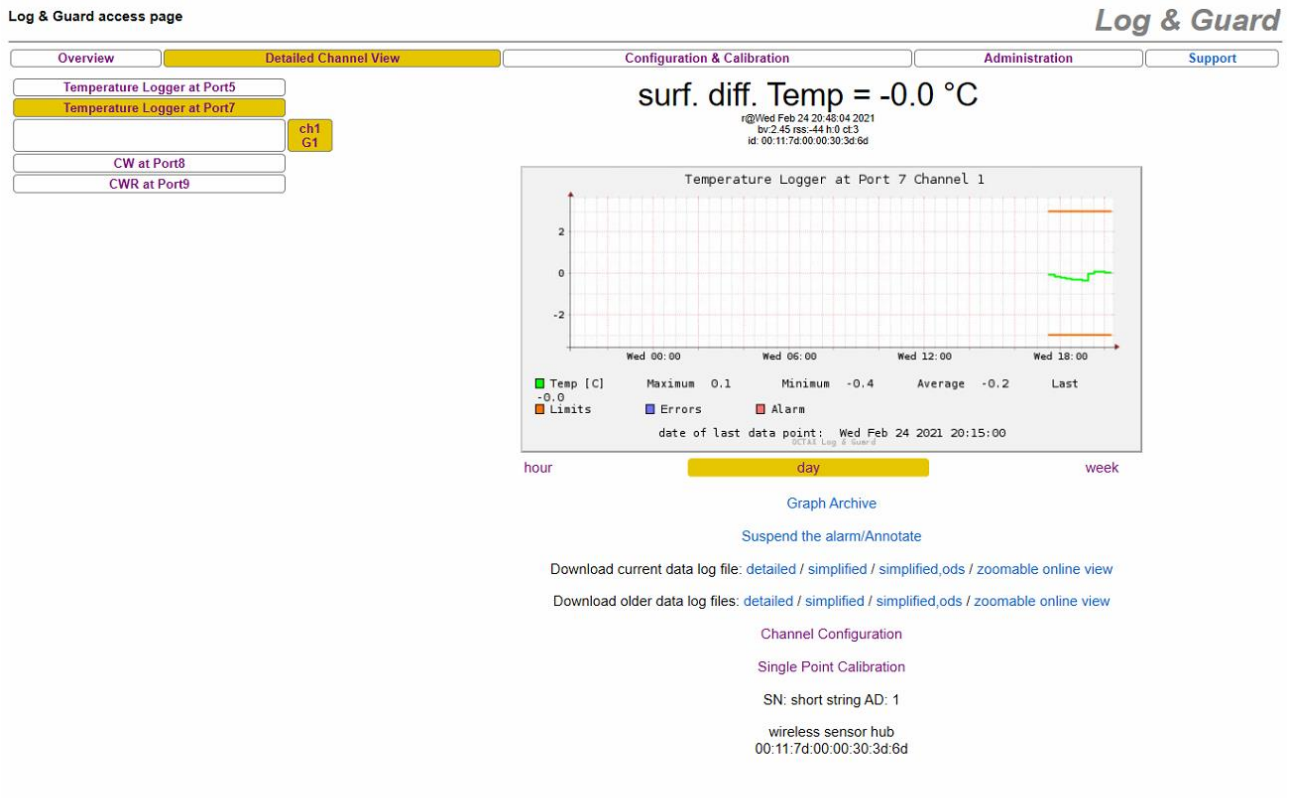 Log & Guard access page
Log & Guard
Overview
Detailed Channel View
Configuration & Calibration
Administration
Support
Temperature Logger at Port5
Temperature Logger at Port7
ch1
G1
CW at Port8
CWR at Port9
surf. diff. Temp = -0.0 °C
r@Wed Feb 24 20:48:04 2021
bv:2.45 rss:-44 h:0 ct:3
id: 00:11:7d:00:00:30:3d:6d
Temperature Logger at Port 7 Channel 1
2
0
-2
Wed 00:00 Wed 06:00 Wed 12:00 Wed 18:00
Temp [C] Maximum 0.1 Minimum -0.4 Average -0.2 Last
-0.0
Limits Errors Alarm
date of last data point: Wed Feb 24 2021 20:15:00
OCTAX Log & Guard
hour day week
Graph Archive
Suspend the alarm/Annotate
Download current data log file: detailed / simplified / simplified,ods / zoomable online view
Download older data log files: detailed / simplified / simplified,ods / zoomable online view
Channel Configuration
Single Point Calibration
SN: short string AD: 1
wireless sensor hub
00:11:7d:00:00:30:3d:6d